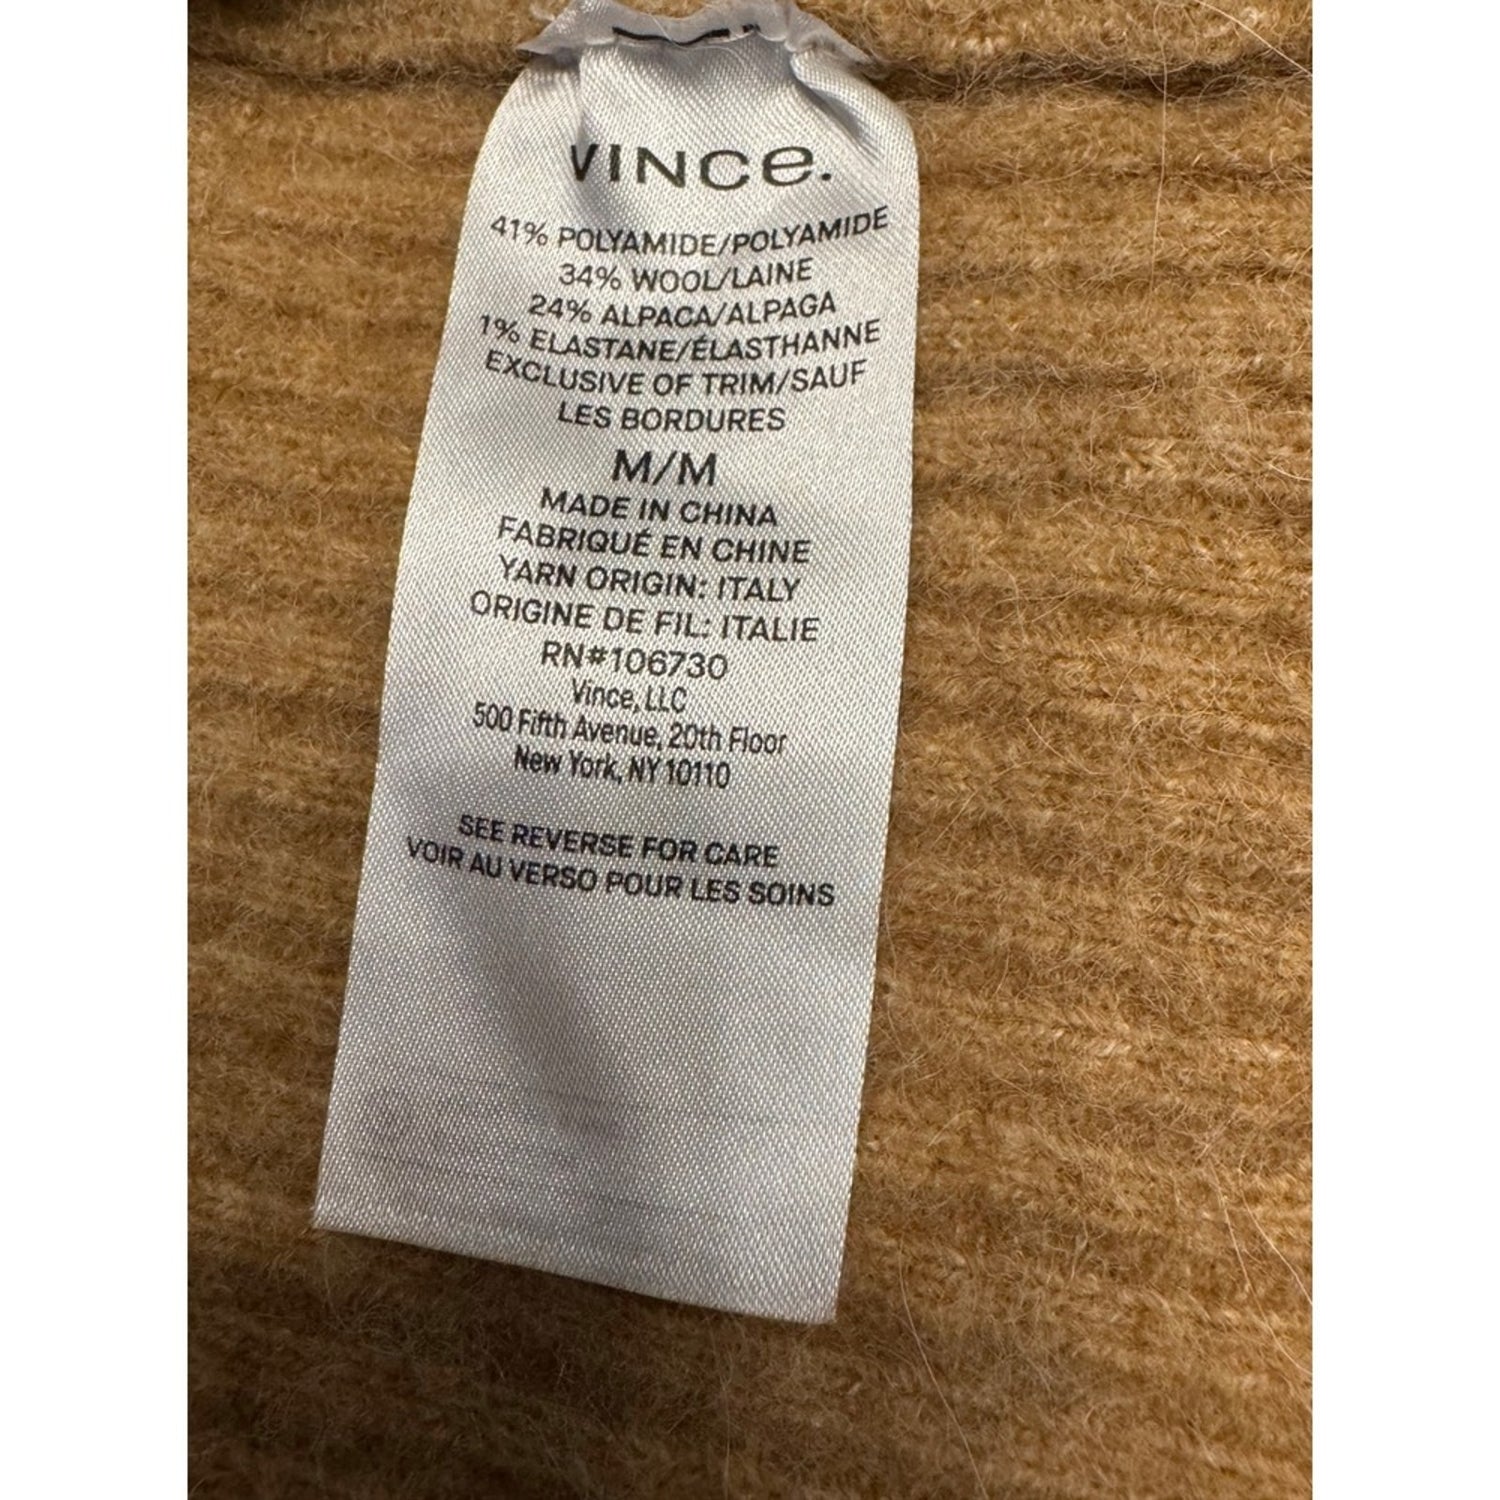 VINCe.
41% POLYAMIDE/POLYAMIDE
34% WOOL/LAINE
24% ALPACA/ALPAGA
1% ELASTANE/ÉLASTHANNE
EXCLUSIVE OF TRIM/SAUF
LES BORDURES
M/M
MADE IN CHINA
FABRIQUÉ EN CHINE
YARN ORIGIN: ITALY
ORIGINE DE FIL: ITALIE
RN#106730
Vince, LLC
500 Fifth Avenue, 20th Floor
New York, NY 10110
SEE REVERSE FOR CARE
VOIR AU VERSO POUR LES SOINS